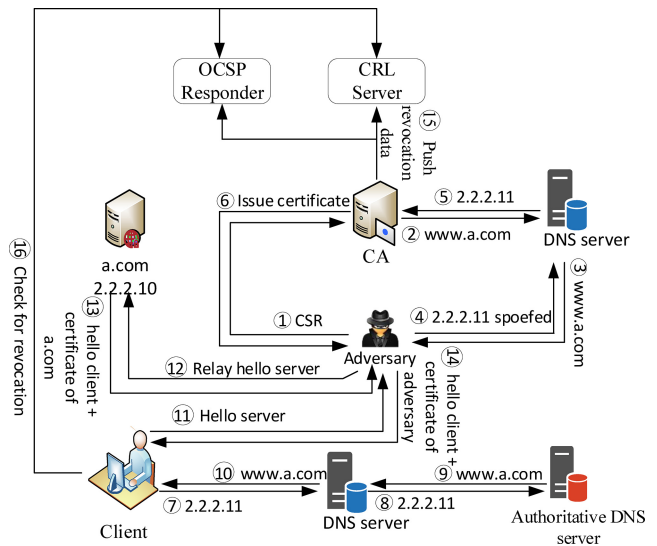 OCSP
Responder
CRL
Server
⑮ Push
revocation
data
⑥ Issue certificate
⑤ 2.2.2.11
② www.a.com
CA
DNS server
a.com
2.2.2.10
① CSR
④ 2.2.2.11 spoefed
③ www.a.com
Adversary
⑯ Check for revocation
⑬ hello client +
certificate of
a.com
⑫ Relay hello server
⑭ hello client +
certificate of
adversary
⑪ Hello server
⑩ www.a.com
⑦ 2.2.2.11
⑨ www.a.com
⑧ 2.2.2.11
Client
DNS server
Authoritative DNS
server